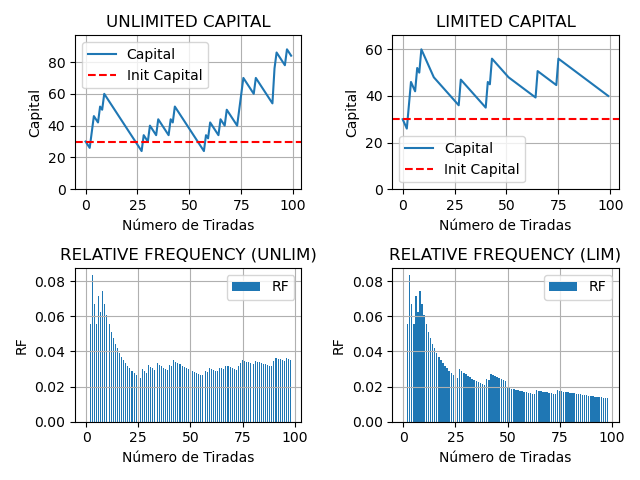 UNLIMITED CAPITAL
Capital
Init Capital
Capital
0
20
40
60
80
0
25
50
75
100
Número de Tiradas
LIMITED CAPITAL
Capital
Init Capital
Capital
0
20
40
60
0
25
50
75
100
Número de Tiradas
RELATIVE FREQUENCY (UNLIM)
RF
RF
0.00
0.02
0.04
0.06
0.08
0
25
50
75
100
Número de Tiradas
RELATIVE FREQUENCY (LIM)
RF
RF
0.00
0.02
0.04
0.06
0.08
0
25
50
75
100
Número de Tiradas